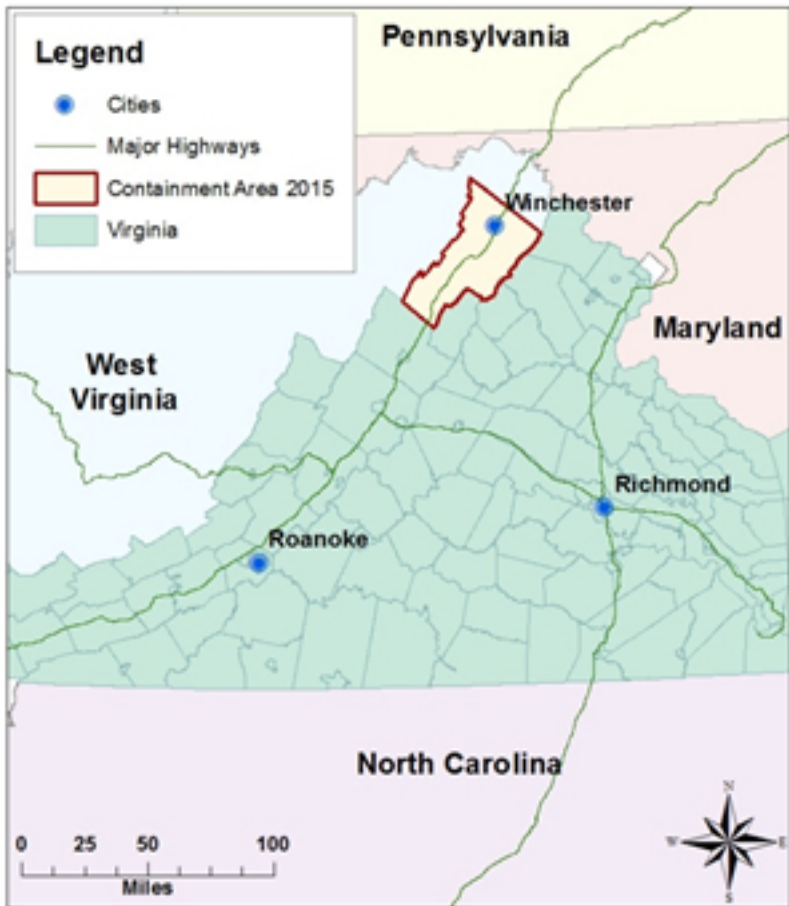 Pennsylvania
Legend
Cities
Major Highways
Containment Area 2015
Virginia
Winchester
Maryland
West
Virginia
Richmond
Roanoke
North Carolina
N
W
E
S
0 25 50 100
Miles